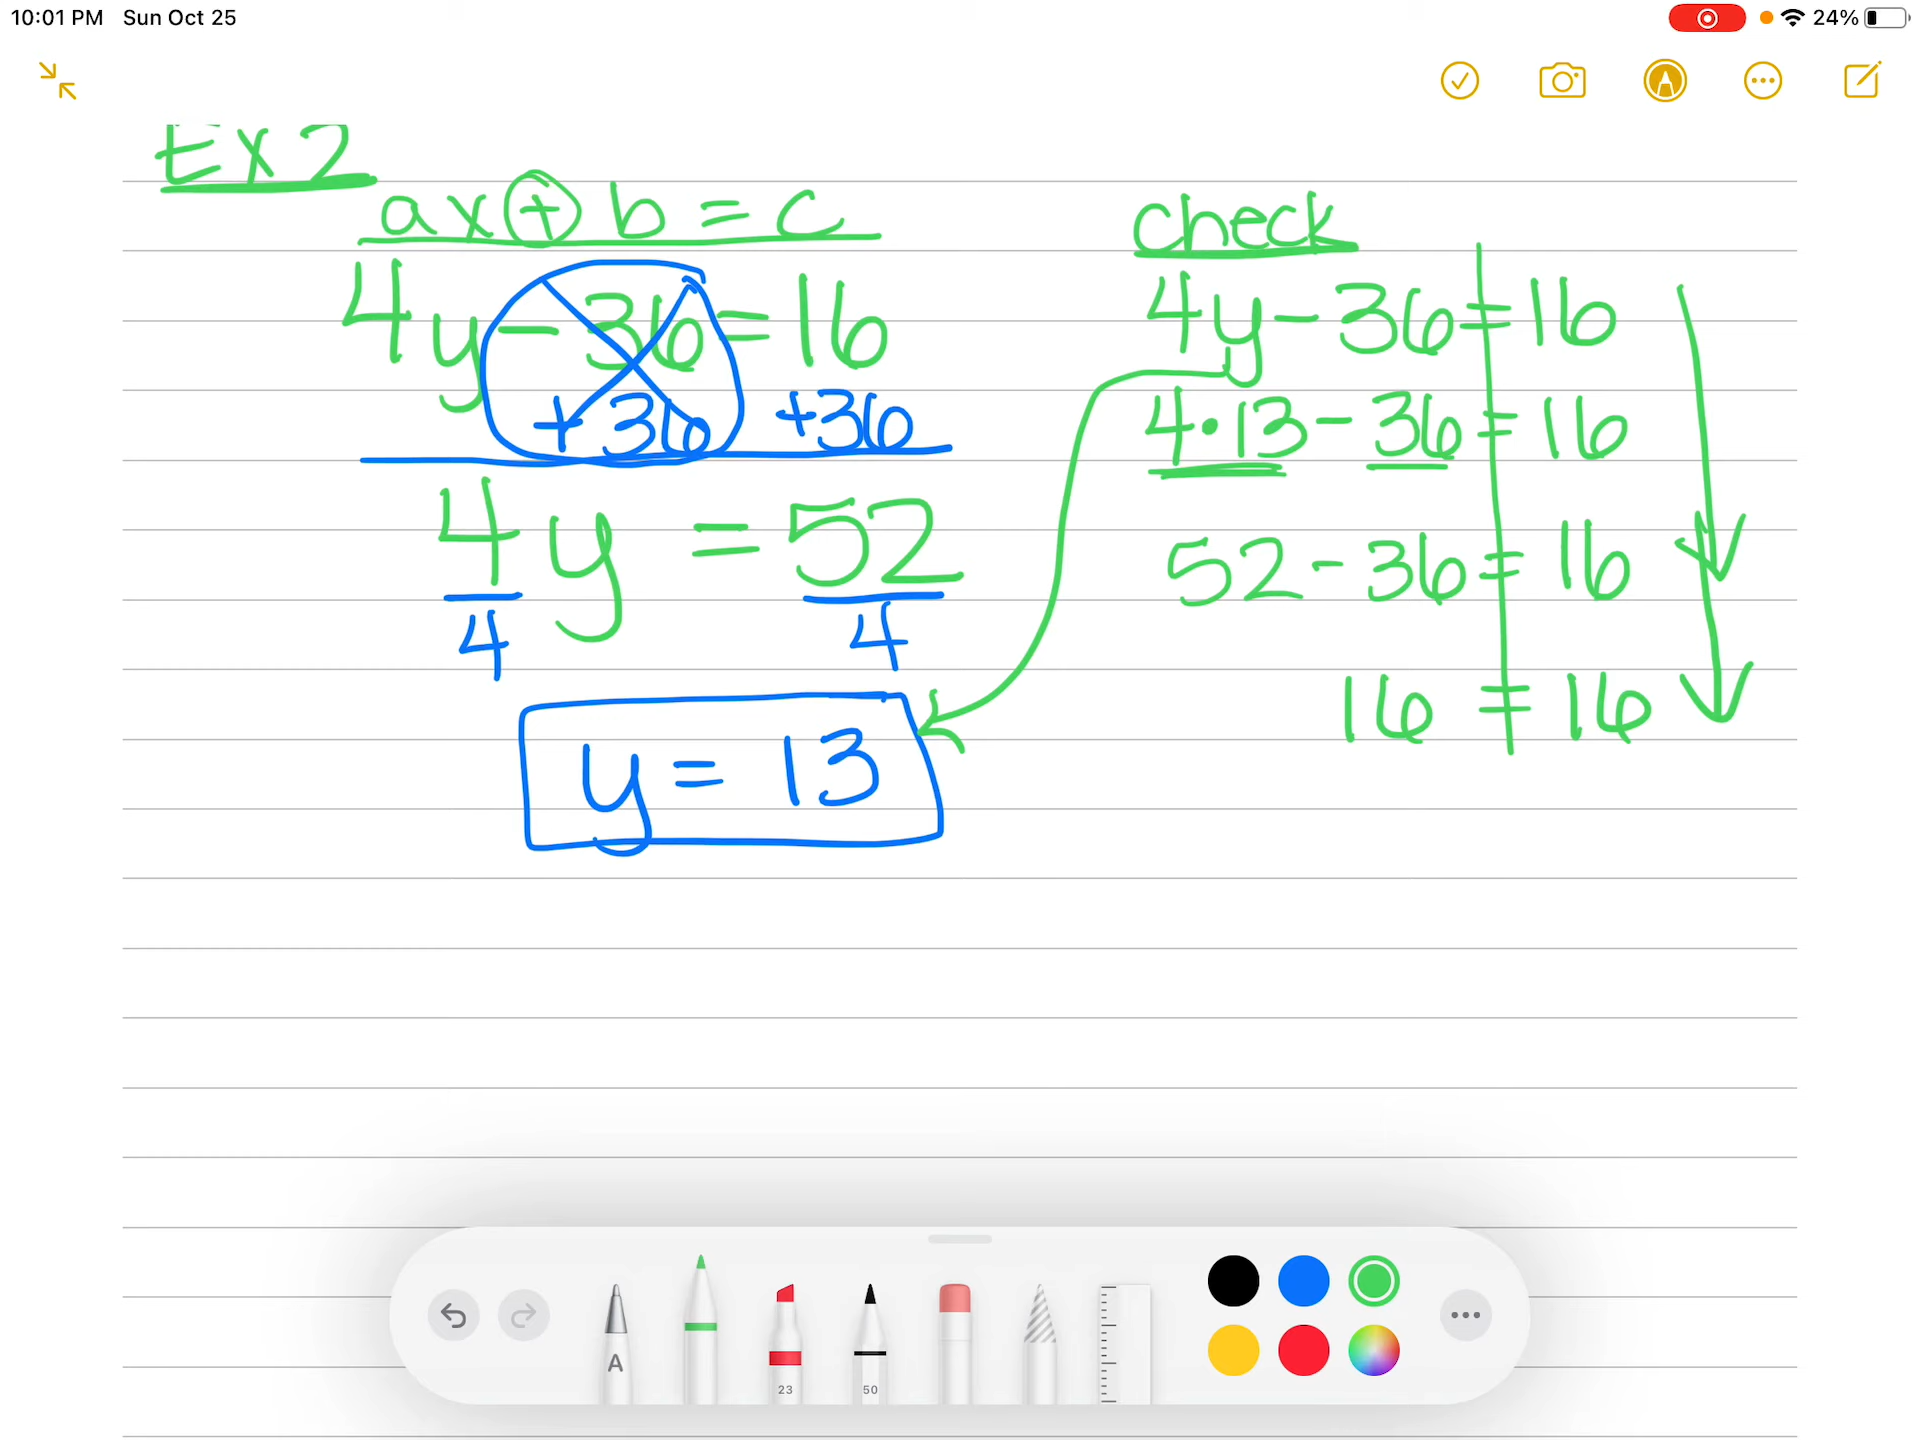 10:01 PM Sun Oct 25
24%
Ex 2
ax + b = c
4y - 36 = 16
+ 36 +36
4y = 52
4 4
y = 13
check
4y - 36 = 16
4 • 13 - 36 = 16
52 - 36 = 16
16 = 16
A
23
50